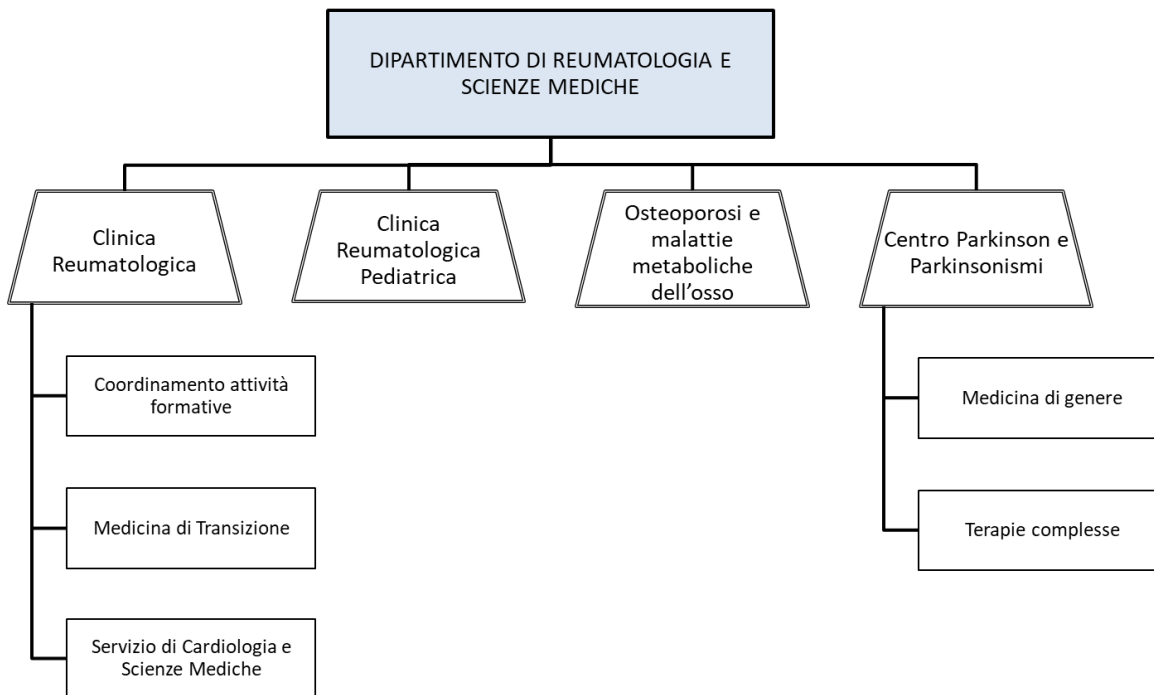 DIPARTIMENTO DI REUMATOLOGIA E
SCIENZE MEDICHE
Clinica
Reumatologica
Clinica
Reumatologica
Pediatrica
Osteoporosi e
malattie
metaboliche
dell’osso
Centro Parkinson e
Parkinsonismi
Coordinamento attività
formative
Medicina di Transizione
Servizio di Cardiologia e
Scienze Mediche
Medicina di genere
Terapie complesse